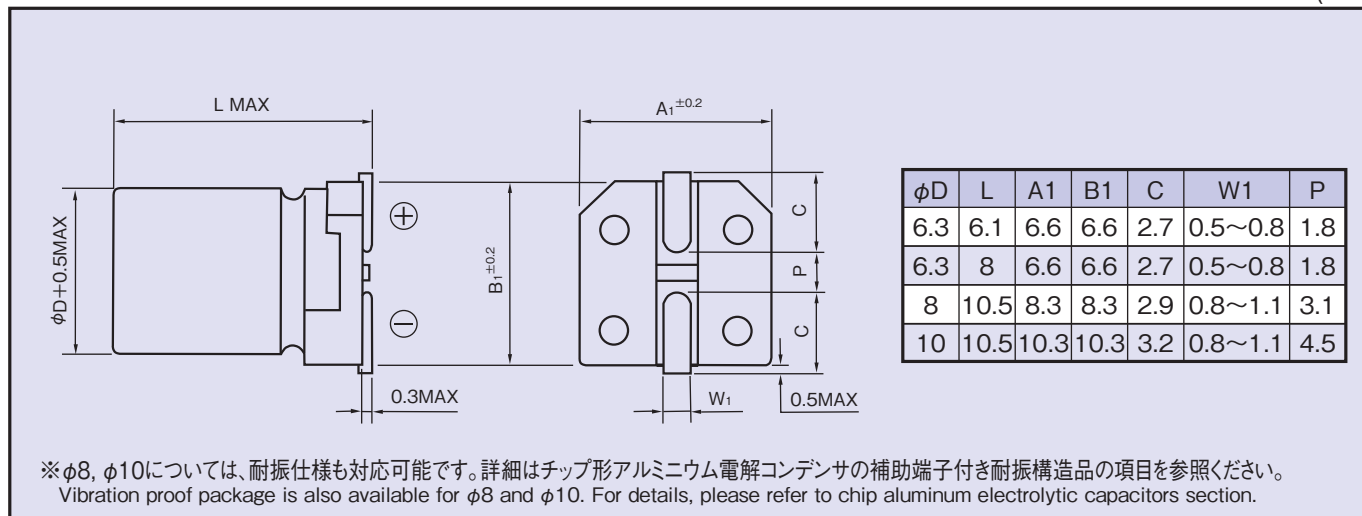 L MAX
A1±0.2
φD+0.5MAX
⊕
⊖
B1±0.2
C
P
C
0.3MAX
W1
0.5MAX
φD L A1 B1 C W1 P
6.3 6.1 6.6 6.6 2.7 0.5～0.8 1.8
6.3 8 6.6 6.6 2.7 0.5～0.8 1.8
8 10.5 8.3 8.3 2.9 0.8～1.1 3.1
10 10.5 10.3 10.3 3.2 0.8～1.1 4.5
※φ8, φ10については、耐振仕様も対応可能です。詳細はチップ形アルミニウム電解コンデンサの補助端子付き耐振構造品の項目を参照ください。
Vibration proof package is also available for φ8 and φ10. For details, please refer to chip aluminum electrolytic capacitors section.